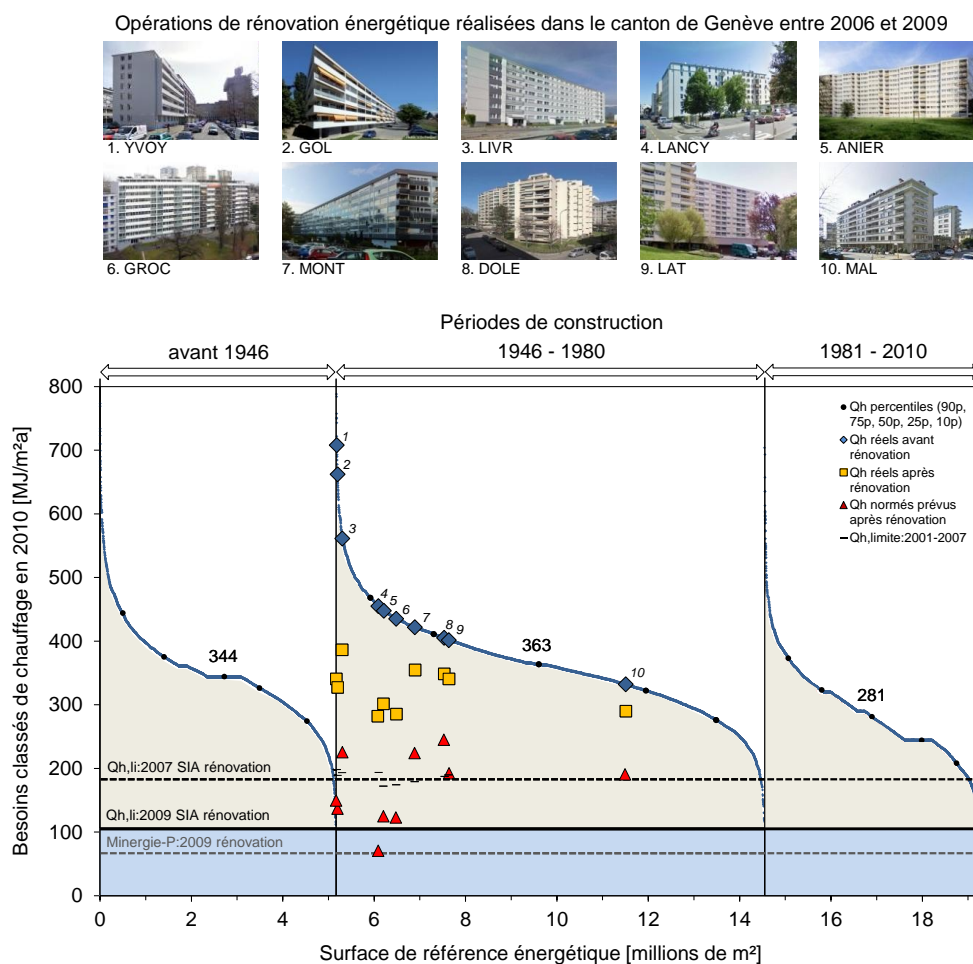 Opérations de rénovation énergétique réalisées dans le canton de Genève entre 2006 et 2009
1. YVOY
2. GOL
3. LIVR
4. LANCY
5. ANIER
6. GROC
7. MONT
8. DOLE
9. LAT
10. MAL
Périodes de construction
avant 1946
1946 - 1980
1981 - 2010
Besoins classés de chauffage en 2010 [MJ/m²a]
800
700
600
500
400
300
200
100
0
Qh percentiles (90p,
75p, 50p, 25p, 10p)
Qh réels avant
rénovation
Qh réels après
rénovation
Qh normés prévus
après rénovation
Qh,limite:2001-2007
1
2
3
4
5
6
7
8
9
10
344
363
281
Qh,li:2007 SIA rénovation
Qh,li:2009 SIA rénovation
Minergie-P:2009 rénovation
0 2 4 6 8 10 12 14 16 18
Surface de référence énergétique [millions de m²]